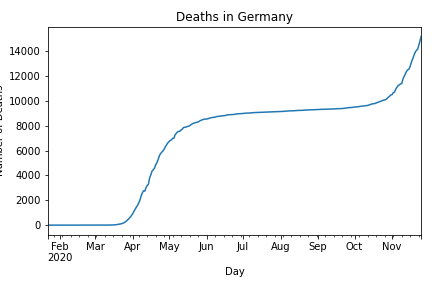 Deaths in Germany
Number of Deaths
14000
12000
10000
8000
6000
4000
2000
0
Feb Mar Apr May Jun Jul Aug Sep Oct Nov
2020
Day